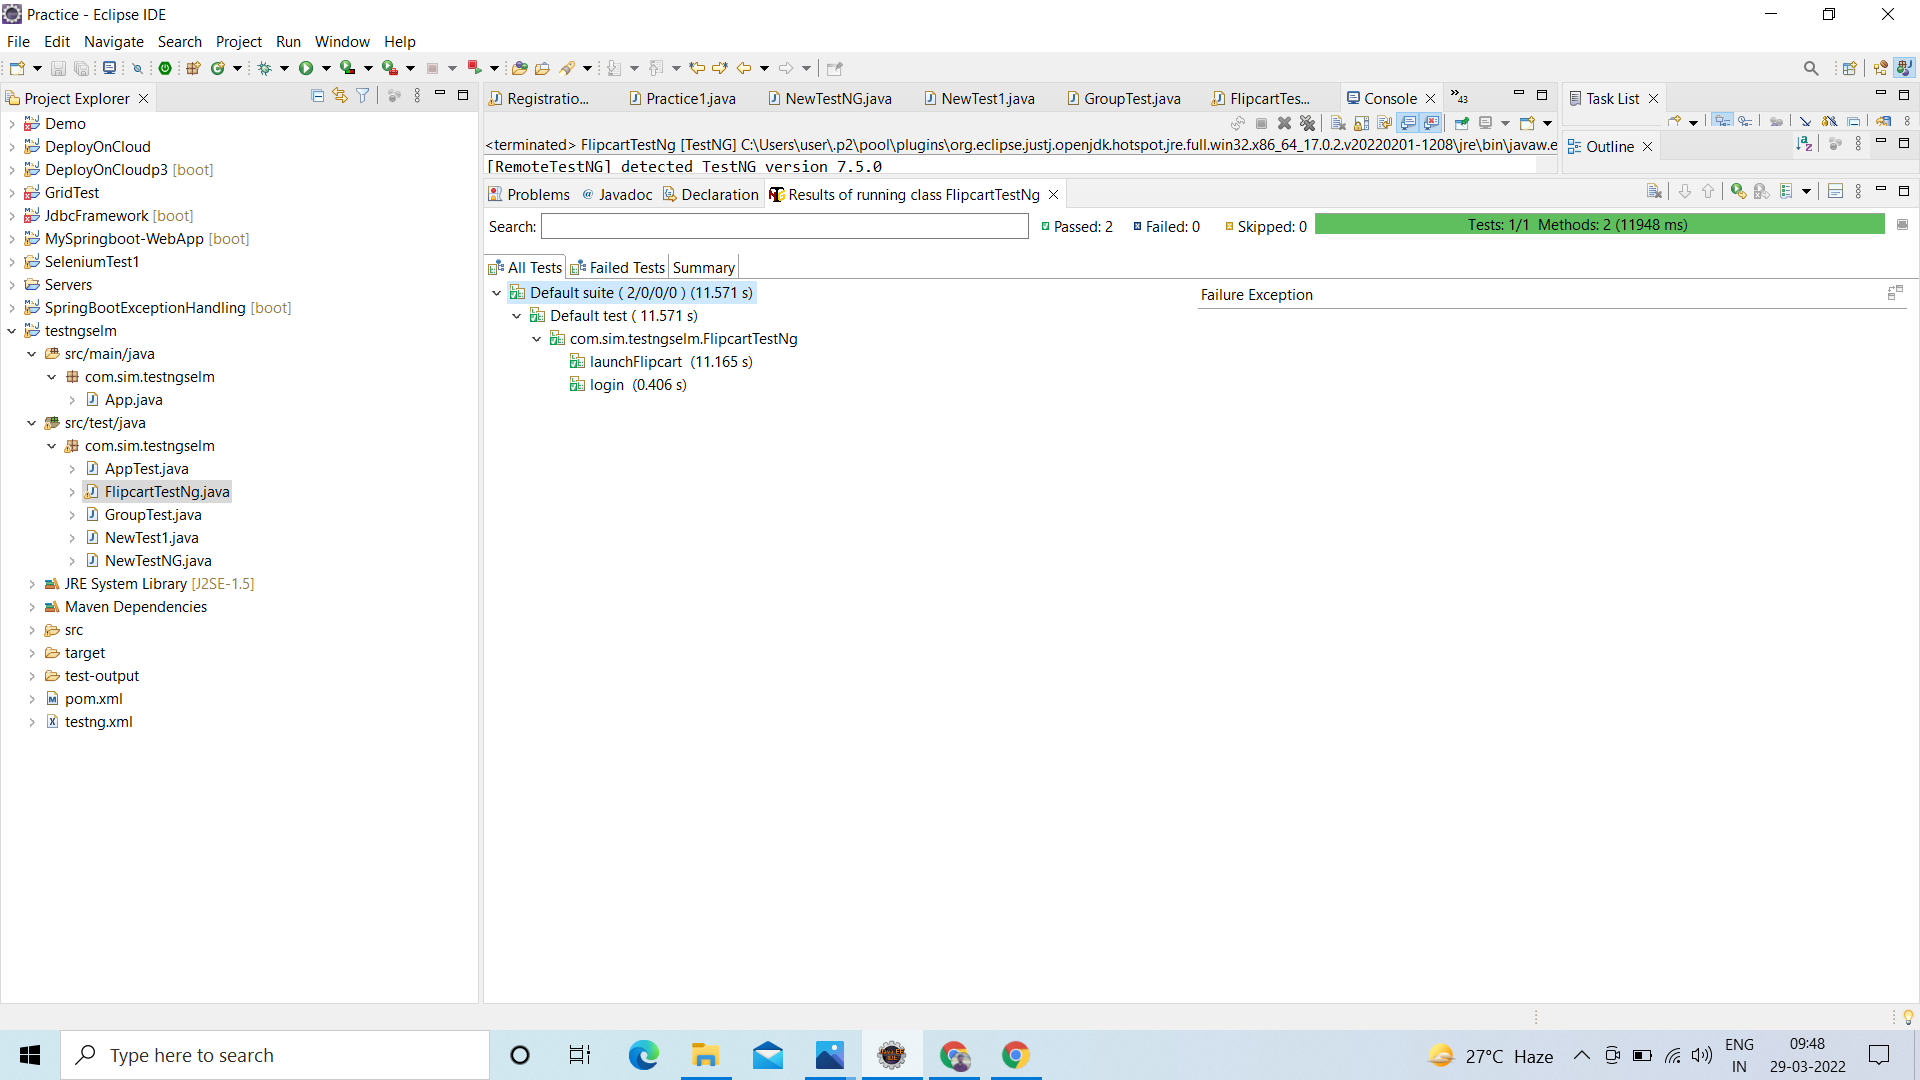 Practice - Eclipse IDE
File Edit Navigate Search Project Run Window Help
Project Explorer
Demo
DeployOnCloud
DeployOnCloudp3 [boot]
GridTest
JdbcFramework [boot]
MySpringboot-WebApp [boot]
SeleniumTest1
Servers
SpringBootExceptionHandling [boot]
testngselm
src/main/java
com.sim.testngselm
App.java
src/test/java
com.sim.testngselm
AppTest.java
FlipcartTestNg.java
GroupTest.java
NewTest1.java
NewTestNG.java
JRE System Library [J2SE-1.5]
Maven Dependencies
src
target
test-output
pom.xml
testng.xml
Registratio... Practice1.java NewTestNG.java NewTest1.java GroupTest.java FlipcartTes... Console »43
<terminated> FlipcartTestNg [TestNG] C:\Users\user\.p2\pool\plugins\org.eclipse.justj.openjdk.hotspot.jre.full.win32.x86_64_17.0.2.v20220201-1208\jre\bin\javaw.e
[RemoteTestNG] detected TestNG version 7.5.0
Problems @ Javadoc Declaration Results of running class FlipcartTestNg
Search: Passed: 2 Failed: 0 Skipped: 0 Tests: 1/1 Methods: 2 (11948 ms)
All Tests Failed Tests Summary
Default suite ( 2/0/0/0 ) (11.571 s)
Default test ( 11.571 s)
com.sim.testngselm.FlipcartTestNg
launchFlipcart (11.165 s)
login (0.406 s)
Failure Exception
Task List
Outline
Type here to search
27°C Haze
ENG
IN
09:48
29-03-2022